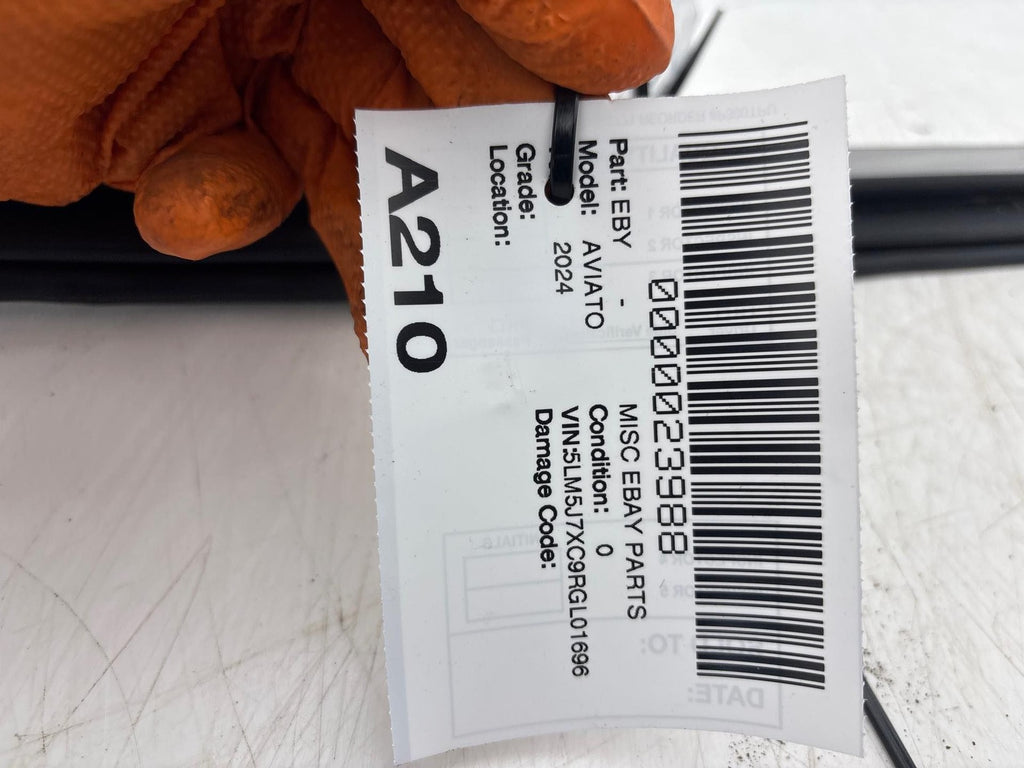 0000023988
Part: EBY - MISC EBAY PARTS
Model: AVIATO Condition: 0
2024 VIN:5LM5J7XC9RGL01696
Grade: Damage Code:
Location:
A210